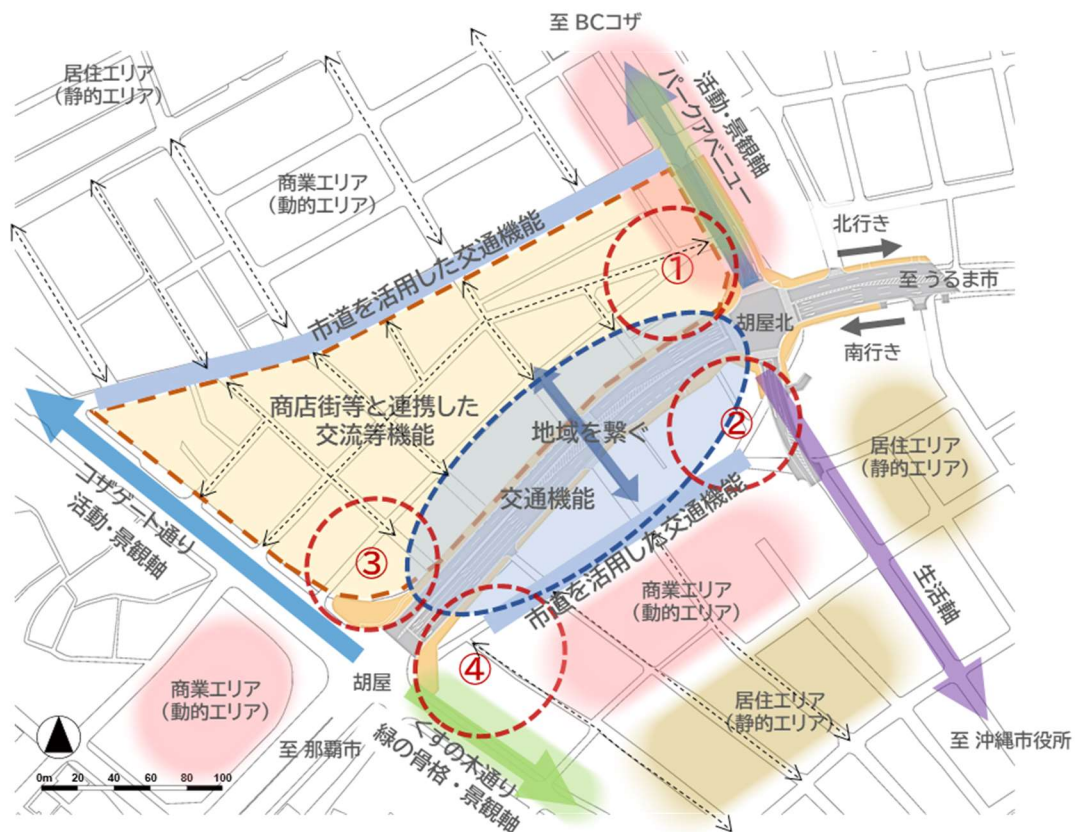 至 BCコザ
居住エリア
（静的エリア）
活動・景観軸
パークアベニュー
商業エリア
（動的エリア）
北行き
市道を活用した交通機能
①
至 うるま市
胡屋北
南行き
商店街等と連携した
交流等機能
地域を繋ぐ
②
居住エリア
（静的エリア）
コザゲート通り
活動・景観軸
交通機能
市道を活用した交通機能
③
商業エリア
（動的エリア）
生活軸
④
商業エリア
（動的エリア）
胡屋
居住エリア
（静的エリア）
至 那覇市
くすの木通り
緑の骨格・景観軸
至 沖縄市役所
0m 20 40 60 80 100